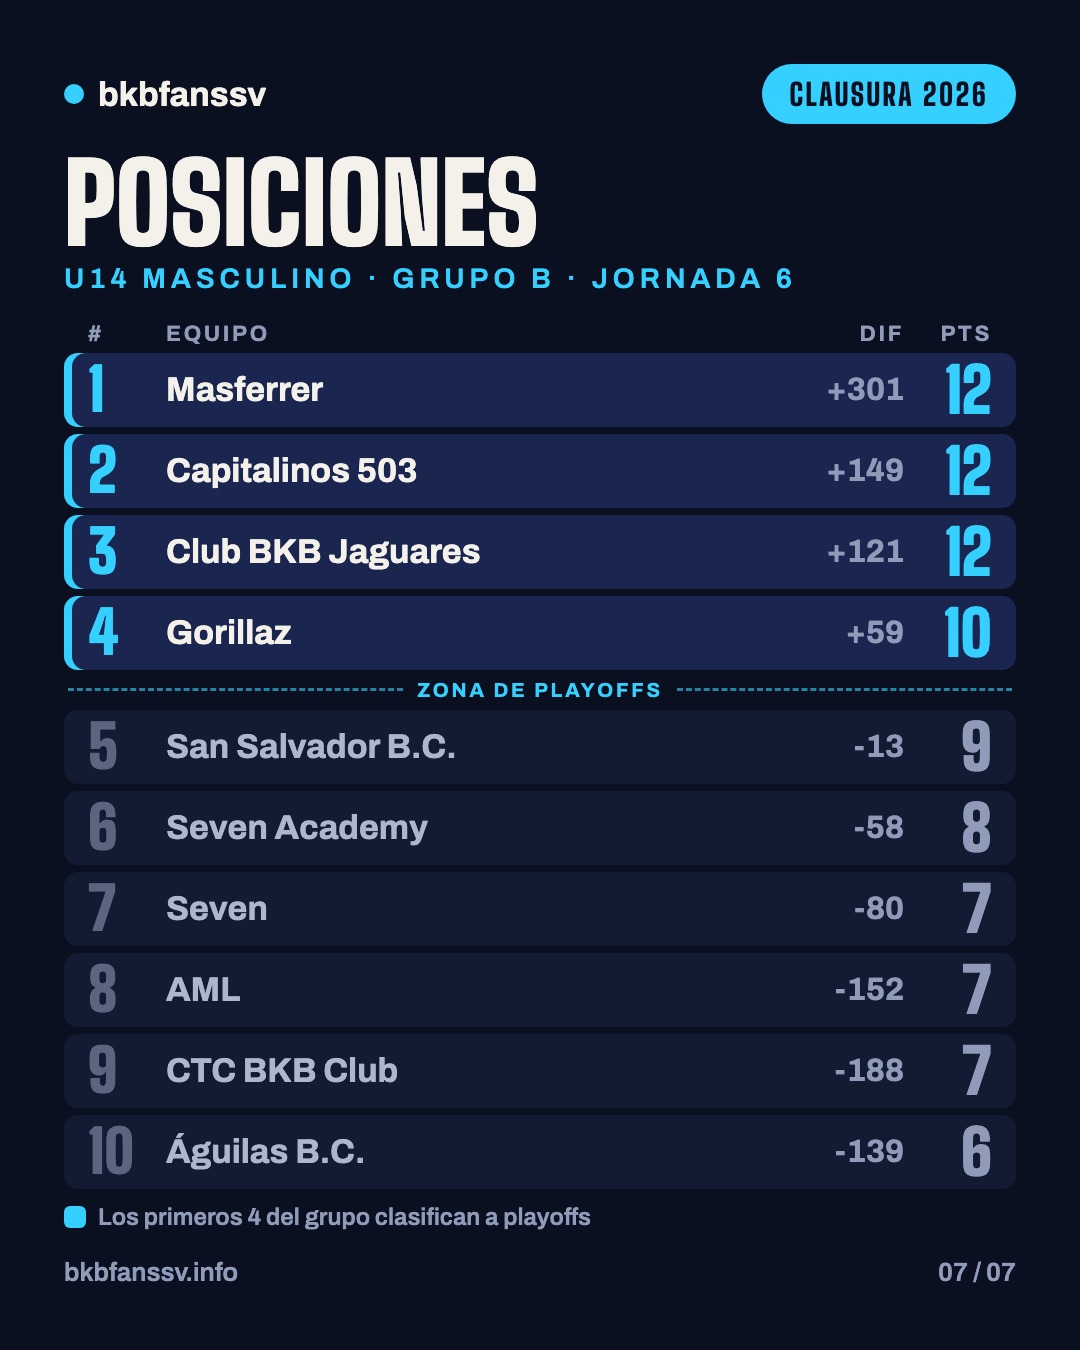 bkbfanssv
CLAUSURA 2026
POSICIONES
U14 MASCULINO · GRUPO B · JORNADA 6
# EQUIPO DIF PTS
1 Masferrer +301 12
2 Capitalinos 503 +149 12
3 Club BKB Jaguares +121 12
4 Gorillaz +59 10
ZONA DE PLAYOFFS
5 San Salvador B.C. -13 9
6 Seven Academy -58 8
7 Seven -80 7
8 AML -152 7
9 CTC BKB Club -188 7
10 Águilas B.C. -139 6
Los primeros 4 del grupo clasifican a playoffs
bkbfanssv.info 07 / 07